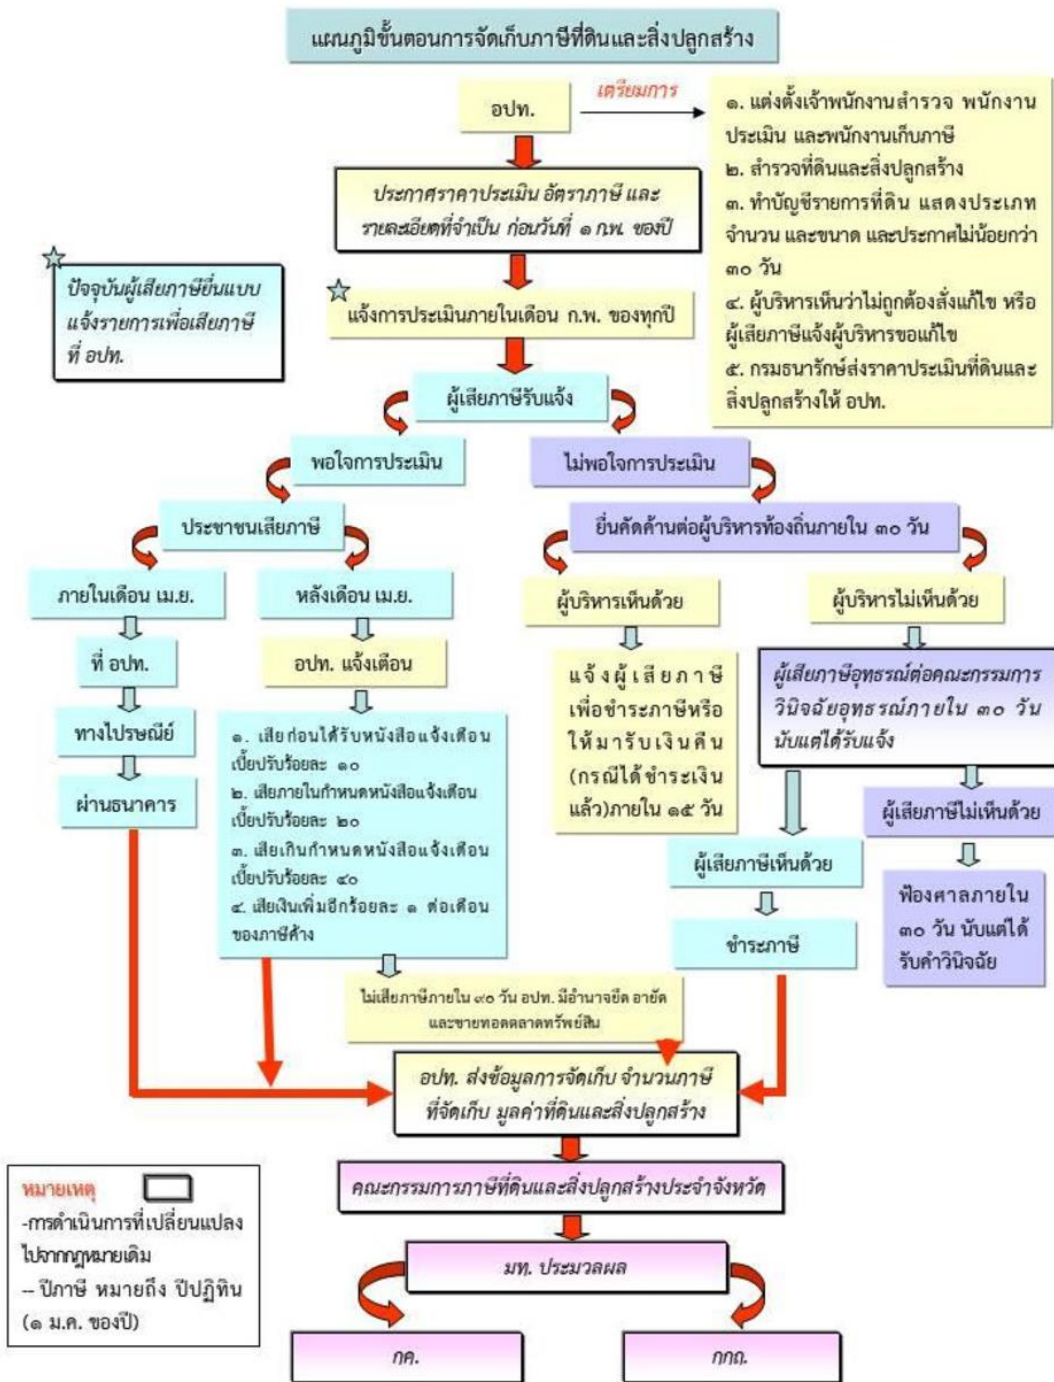 แผนภูมิขั้นตอนการจัดเก็บภาษีที่ดินและสิ่งปลูกสร้าง
อปท.
เตรียมการ
๑. แต่งตั้งเจ้าพนักงานสำรวจ พนักงาน
ประเมิน และพนักงานเก็บภาษี
๒. สำรวจที่ดินและสิ่งปลูกสร้าง
๓. ทำบัญชีรายการที่ดิน แสดงประเภท
จำนวน และขนาด และประกาศไม่น้อยกว่า
๓๐ วัน
๔. ผู้บริหารเห็นว่าไม่ถูกต้องสั่งแก้ไข หรือ
ผู้เสียภาษีแจ้งผู้บริหารขอแก้ไข
๕. กรมธนารักษ์ส่งราคาประเมินที่ดินและ
สิ่งปลูกสร้างให้ อปท.
ประกาศราคาประเมิน อัตราภาษี และ
รายละเอียดที่จำเป็น ก่อนวันที่ ๑ ก.พ. ของปี
ปัจจุบันผู้เสียภาษียื่นแบบ
แจ้งรายการเพื่อเสียภาษี
ที่ อปท.
แจ้งการประเมินภายในเดือน ก.พ. ของทุกปี
ผู้เสียภาษีรับแจ้ง
พอใจการประเมิน
ไม่พอใจการประเมิน
ประชาชนเสียภาษี
ยื่นคัดค้านต่อผู้บริหารท้องถิ่นภายใน ๓๐ วัน
ภายในเดือน เม.ย.
หลังเดือน เม.ย.
ผู้บริหารเห็นด้วย
ผู้บริหารไม่เห็นด้วย
ที่ อปท.
อปท. แจ้งเตือน
แจ้งผู้เสียภาษี
เพื่อชำระภาษีหรือ
ให้มารับเงินคืน
(กรณีได้ชำระเงิน
แล้ว)ภายใน ๑๕ วัน
ผู้เสียภาษีอุทธรณ์ต่อคณะกรรมการ
วินิจฉัยอุทธรณ์ภายใน ๓๐ วัน
นับแต่ได้รับแจ้ง
ทางไปรษณีย์
ผ่านธนาคาร
๑. เสียก่อนได้รับหนังสือแจ้งเตือน
เบี้ยปรับร้อยละ ๑๐
๒. เสียภายในกำหนดหนังสือแจ้งเตือน
เบี้ยปรับร้อยละ ๒๐
๓. เสียเกินกำหนดหนังสือแจ้งเตือน
เบี้ยปรับร้อยละ ๔๐
๔. เสียเงินเพิ่มอีกร้อยละ ๑ ต่อเดือน
ของภาษีค้าง
ผู้เสียภาษีไม่เห็นด้วย
ผู้เสียภาษีเห็นด้วย
ฟ้องศาลภายใน
๓๐ วัน นับแต่ได้
รับคำวินิจฉัย
ชำระภาษี
ไม่เสียภาษีภายใน ๙๐ วัน อปท. มีอำนาจยึด อายัด
และขายทอดตลาดทรัพย์สิน
อปท. ส่งข้อมูลการจัดเก็บ จำนวนภาษี
ที่จัดเก็บ มูลค่าที่ดินและสิ่งปลูกสร้าง
คณะกรรมการภาษีที่ดินและสิ่งปลูกสร้างประจำจังหวัด
มท. ประมวลผล
กค.
กกถ.
หมายเหตุ
-การดำเนินการที่เปลี่ยนแปลง
ไปจากกฎหมายเดิม
-- ปีภาษี หมายถึง ปีปฏิทิน
(๑ ม.ค. ของปี)